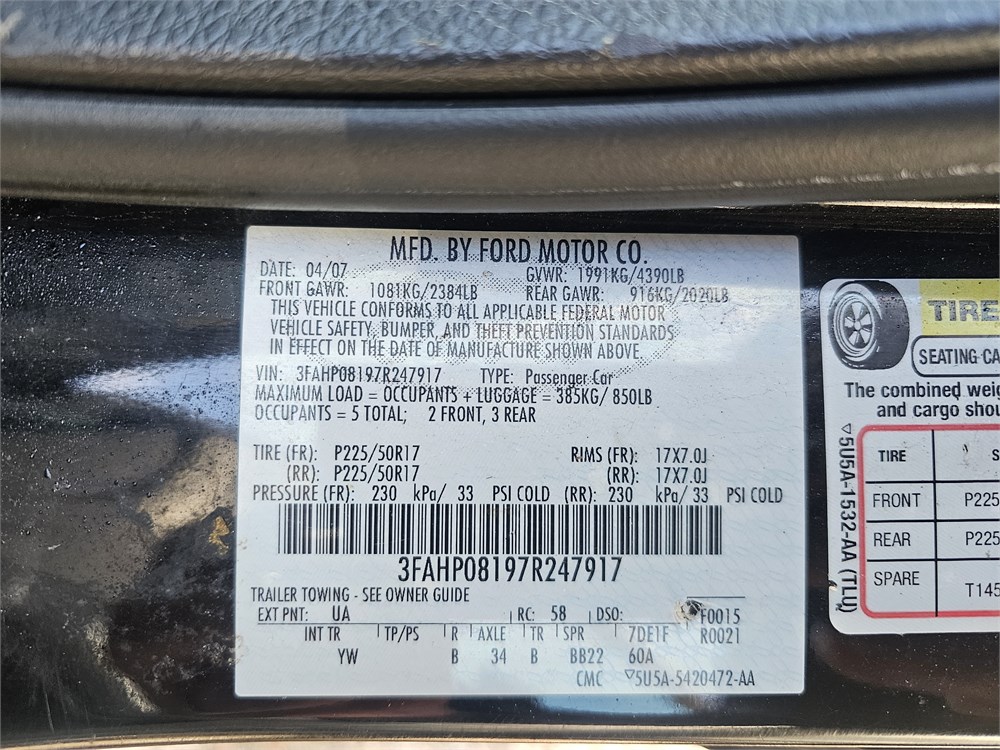 MFD. BY FORD MOTOR CO.
DATE: 04/07 GVWR: 1991KG/4390LB
FRONT GAWR: 1081KG/2384LB REAR GAWR: 916KG/2020LB
THIS VEHICLE CONFORMS TO ALL APPLICABLE FEDERAL MOTOR
VEHICLE SAFETY, BUMPER, AND THEFT PREVENTION STANDARDS
IN EFFECT ON THE DATE OF MANUFACTURE SHOWN ABOVE.
VIN: 3FAHP08197R247917 TYPE: Passenger Car
MAXIMUM LOAD = OCCUPANTS + LUGGAGE = 385KG/ 850LB
OCCUPANTS = 5 TOTAL; 2 FRONT, 3 REAR
TIRE (FR): P225/50R17 RIMS (FR): 17X7.0J
(RR): P225/50R17 (RR): 17X7.0J
PRESSURE (FR): 230 kPa/ 33 PSI COLD (RR): 230 kPa/ 33 PSI COLD
3FAHP08197R247917
TRAILER TOWING - SEE OWNER GUIDE
EXT PNT: UA RC: 58 DSO: F0015
INT TR TP/PS R AXLE TR SPR 7DE1F R0021
YW B 34 B BB22 60A
CMC ▽5U5A-5420472-AA
TIRE
SEATING CA
The combined weig
and cargo shou
▽5U5A-1532-AA (TLU)
TIRE S
FRONT P225
REAR P225
SPARE T145